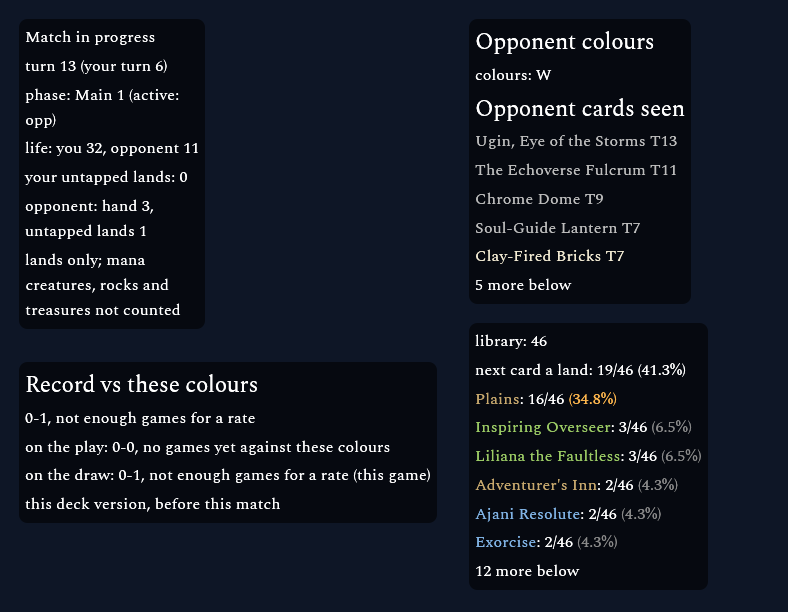 Match in progress
turn 13 (your turn 6)
phase: Main 1 (active:
opp)
life: you 32, opponent 11
your untapped lands: 0
opponent: hand 3,
untapped lands 1
lands only; mana
creatures, rocks and
treasures not counted
Record vs these colours
0-1, not enough games for a rate
on the play: 0-0, no games yet against these colours
on the draw: 0-1, not enough games for a rate (this game)
this deck version, before this match
Opponent colours
colours: W
Opponent cards seen
Ugin, Eye of the Storms T13
The Echoverse Fulcrum T11
Chrome Dome T9
Soul-Guide Lantern T7
Clay-Fired Bricks T7
5 more below
library: 46
next card a land: 19/46 (41.3%)
Plains: 16/46 (34.8%)
Inspiring Overseer: 3/46 (6.5%)
Liliana the Faultless: 3/46 (6.5%)
Adventurer's Inn: 2/46 (4.3%)
Ajani Resolute: 2/46 (4.3%)
Exorcise: 2/46 (4.3%)
12 more below